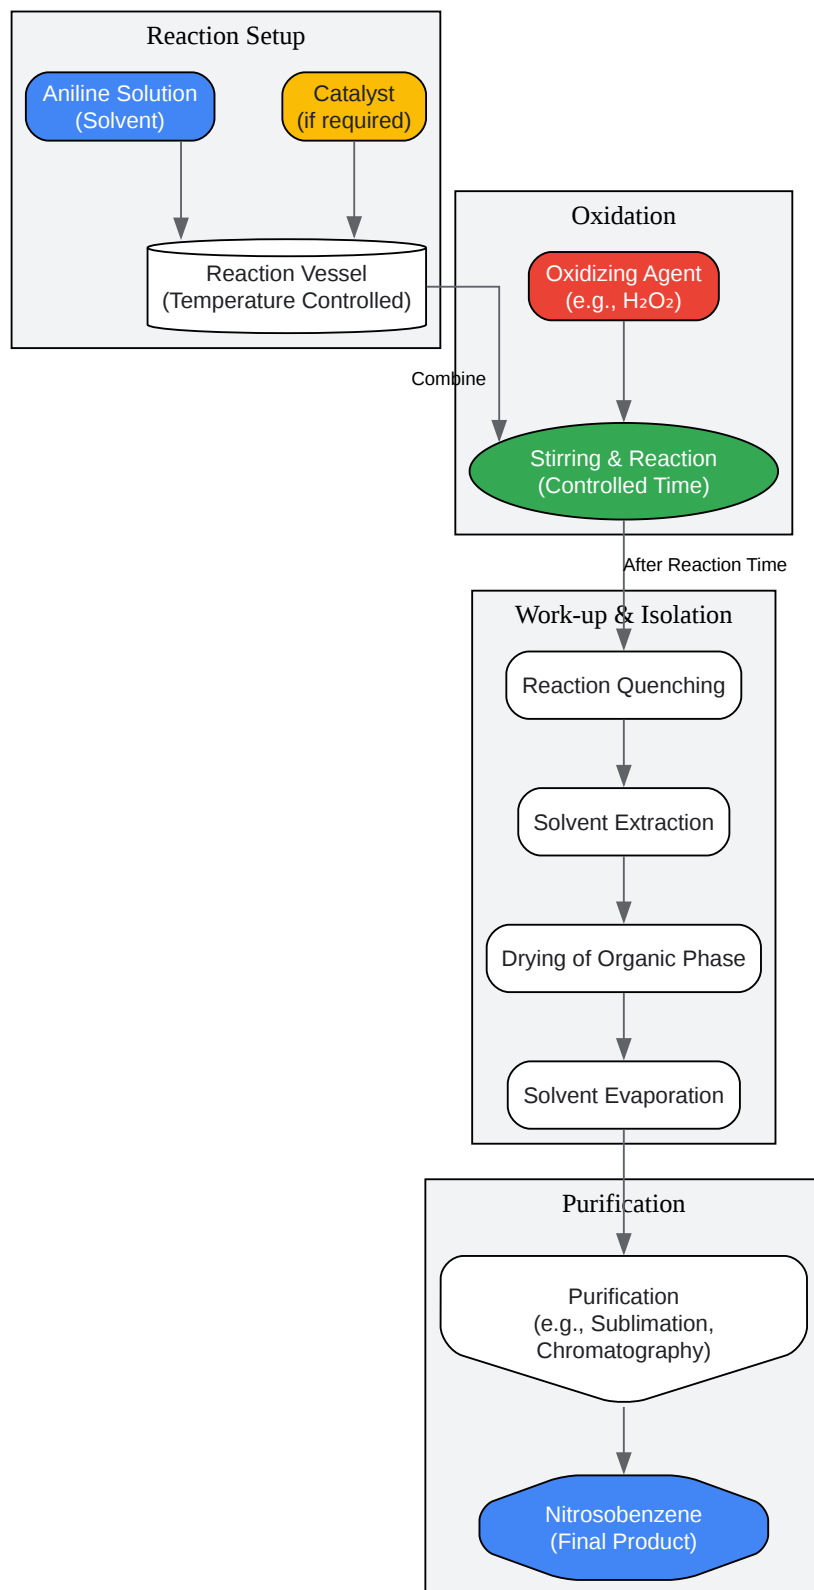 Reaction Setup
Aniline Solution
(Solvent)
Catalyst
(if required)
Reaction Vessel
(Temperature Controlled)
Combine
Oxidation
Oxidizing Agent
(e.g., H₂O₂)
Stirring & Reaction
(Controlled Time)
After Reaction Time
Work-up & Isolation
Reaction Quenching
Solvent Extraction
Drying of Organic Phase
Solvent Evaporation
Purification
Purification
(e.g., Sublimation,
Chromatography)
Nitrosobenzene
(Final Product)